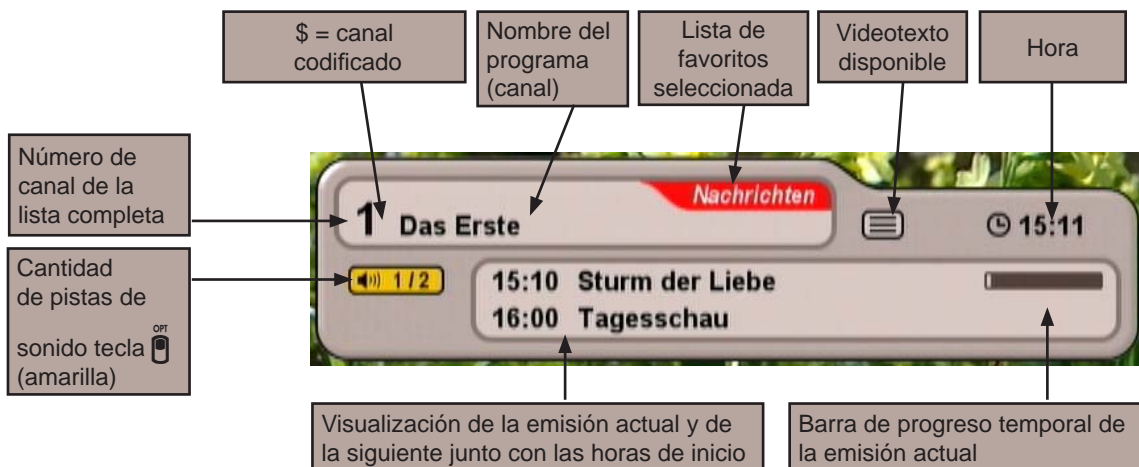 $ = canal
codificado
Nombre del
programa
(canal)
Lista de
favoritos
seleccionada
Videotexto
disponible
Hora
Número de
canal de la
lista completa
Nachrichten
1 Das Erste
15:11
Cantidad
de pistas de
OPT
sonido tecla
(amarilla)
1 / 2
15:10 Sturm der Liebe
16:00 Tagesschau
Visualización de la emisión actual y de
la siguiente junto con las horas de inicio
Barra de progreso temporal de
la emisión actual